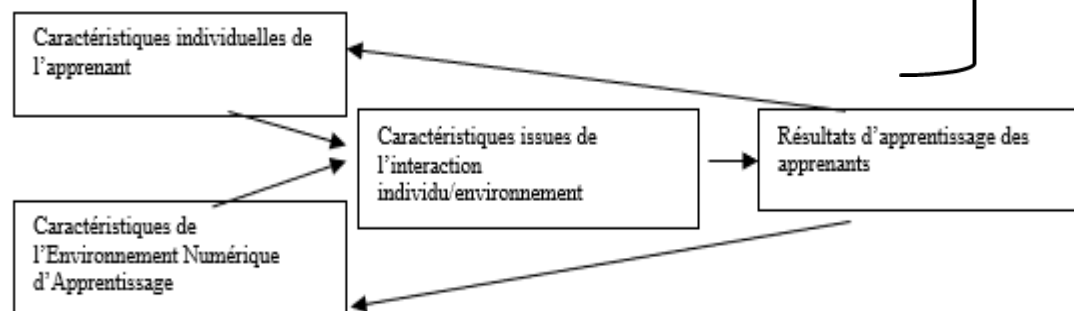 Caractéristiques individuelles de
l’apprenant
Caractéristiques issues de
l’interaction
individu/environnement
Résultats d’apprentissage des
apprenants
Caractéristiques de
l’Environnement Numérique
d’Apprentissage